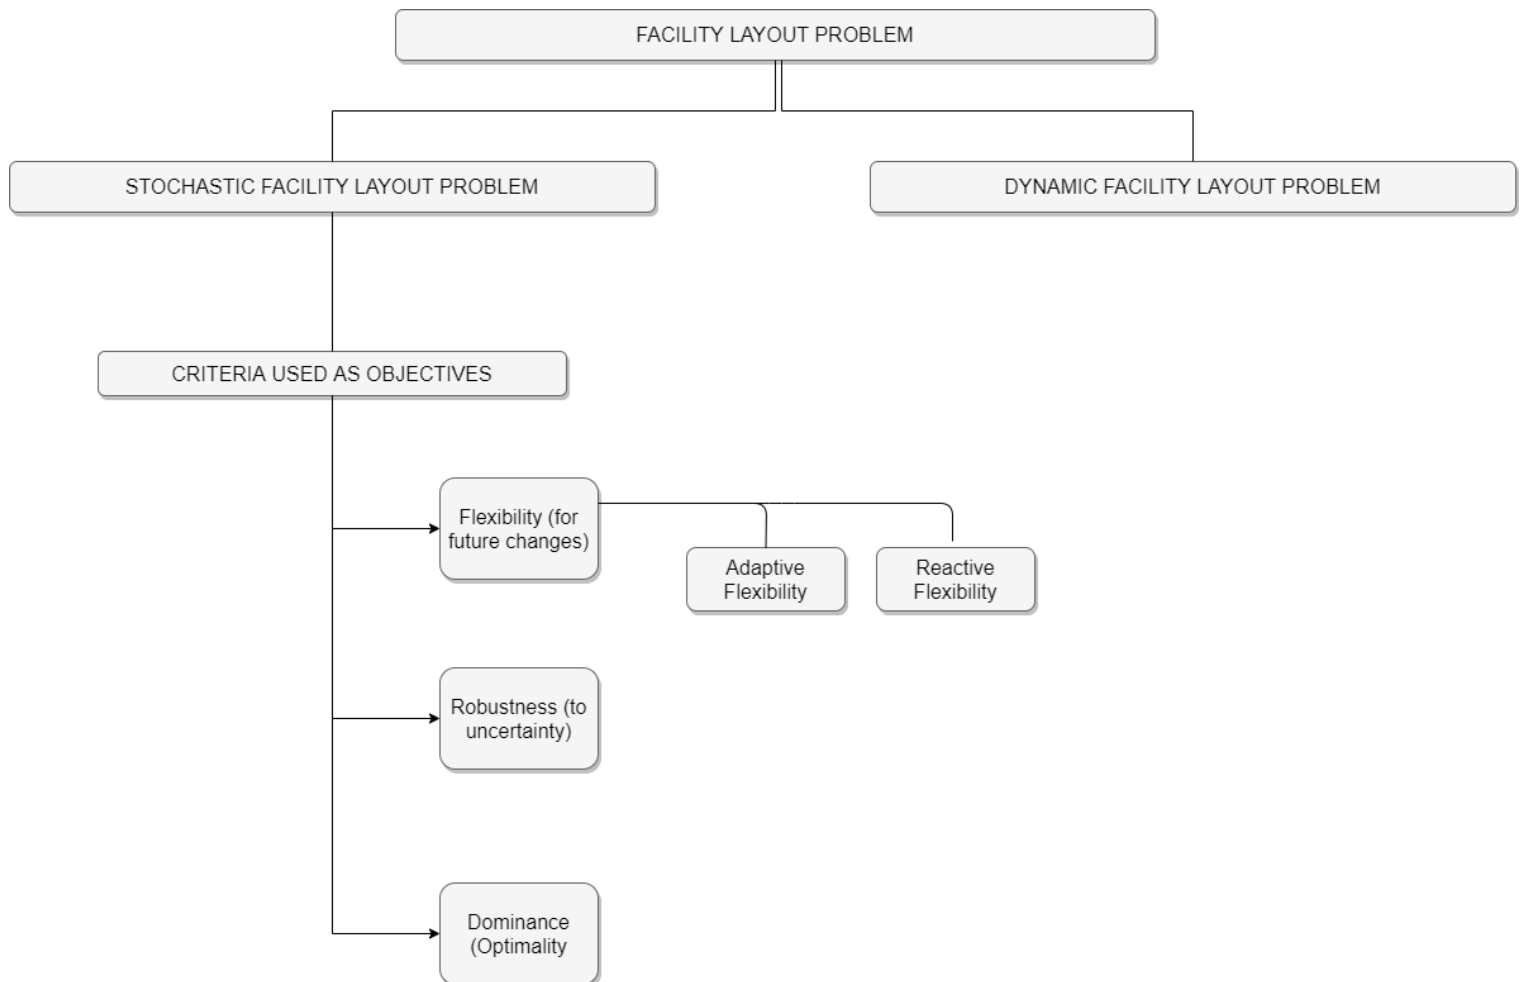 FACILITY LAYOUT PROBLEM
STOCHASTIC FACILITY LAYOUT PROBLEM
DYNAMIC FACILITY LAYOUT PROBLEM
CRITERIA USED AS OBJECTIVES
Flexibility (for
future changes)
Adaptive
Flexibility
Reactive
Flexibility
Robustness (to
uncertainty)
Dominance
(Optimality